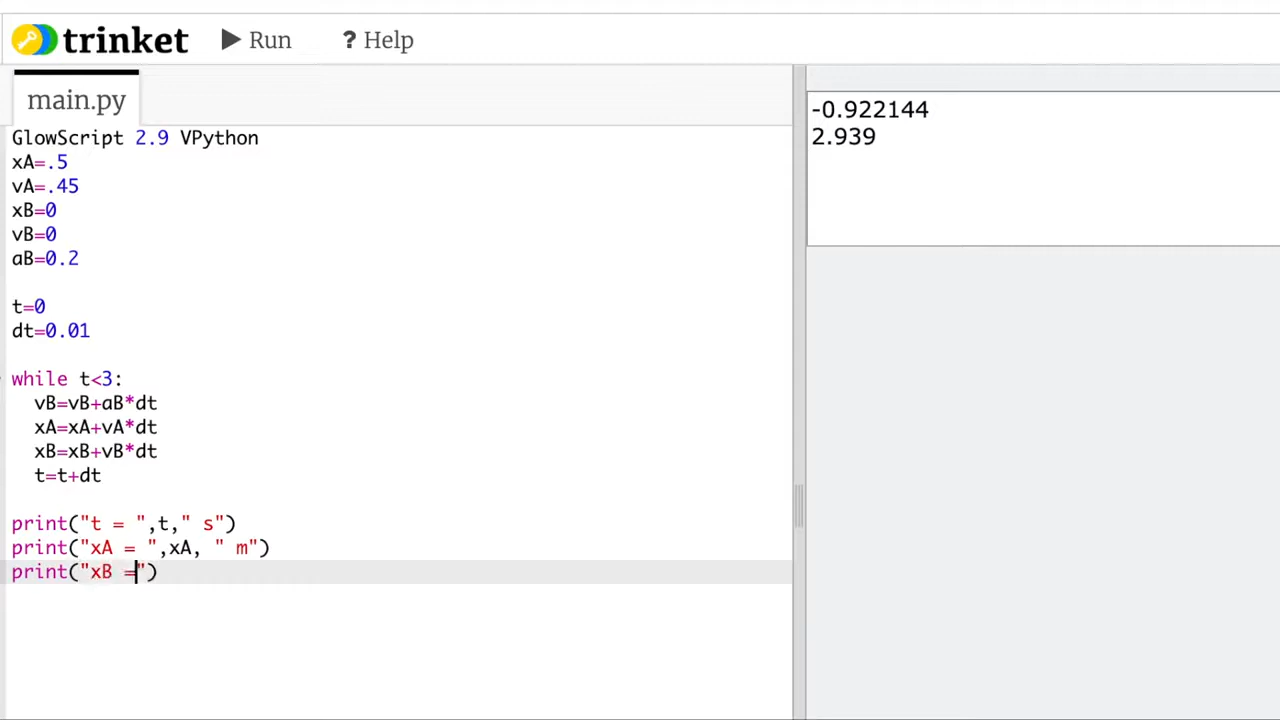 trinket Run ? Help
main.py
GlowScript 2.9 VPython
xA=.5
vA=.45
xB=0
vB=0
aB=0.2
t=0
dt=0.01
while t<3:
vB=vB+aB*dt
xA=xA+vA*dt
xB=xB+vB*dt
t=t+dt
print("t = ",t," s")
print("xA = ",xA, " m")
print("xB =")
-0.922144
2.939